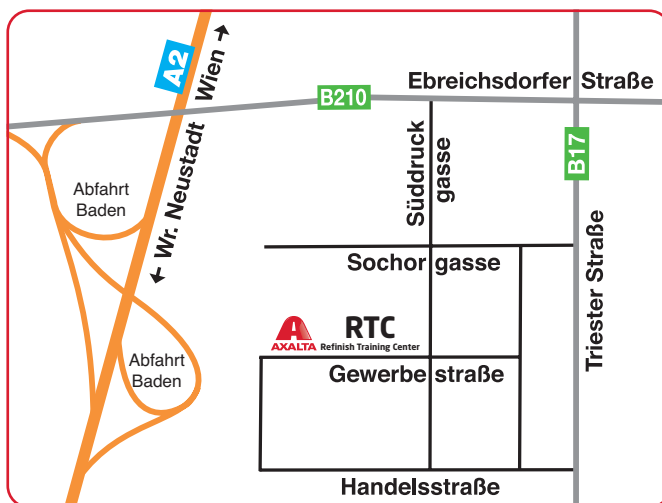 A2
Wien
Wr. Neustadt
Ebreichsdorfer Straße
B210
B17
Süddruck
gasse
Abfahrt
Baden
Sochor gasse
Triester Straße
RTC
AXALTA Refinish Training Center
Abfahrt
Baden
Gewerbe straße
Handelsstraße